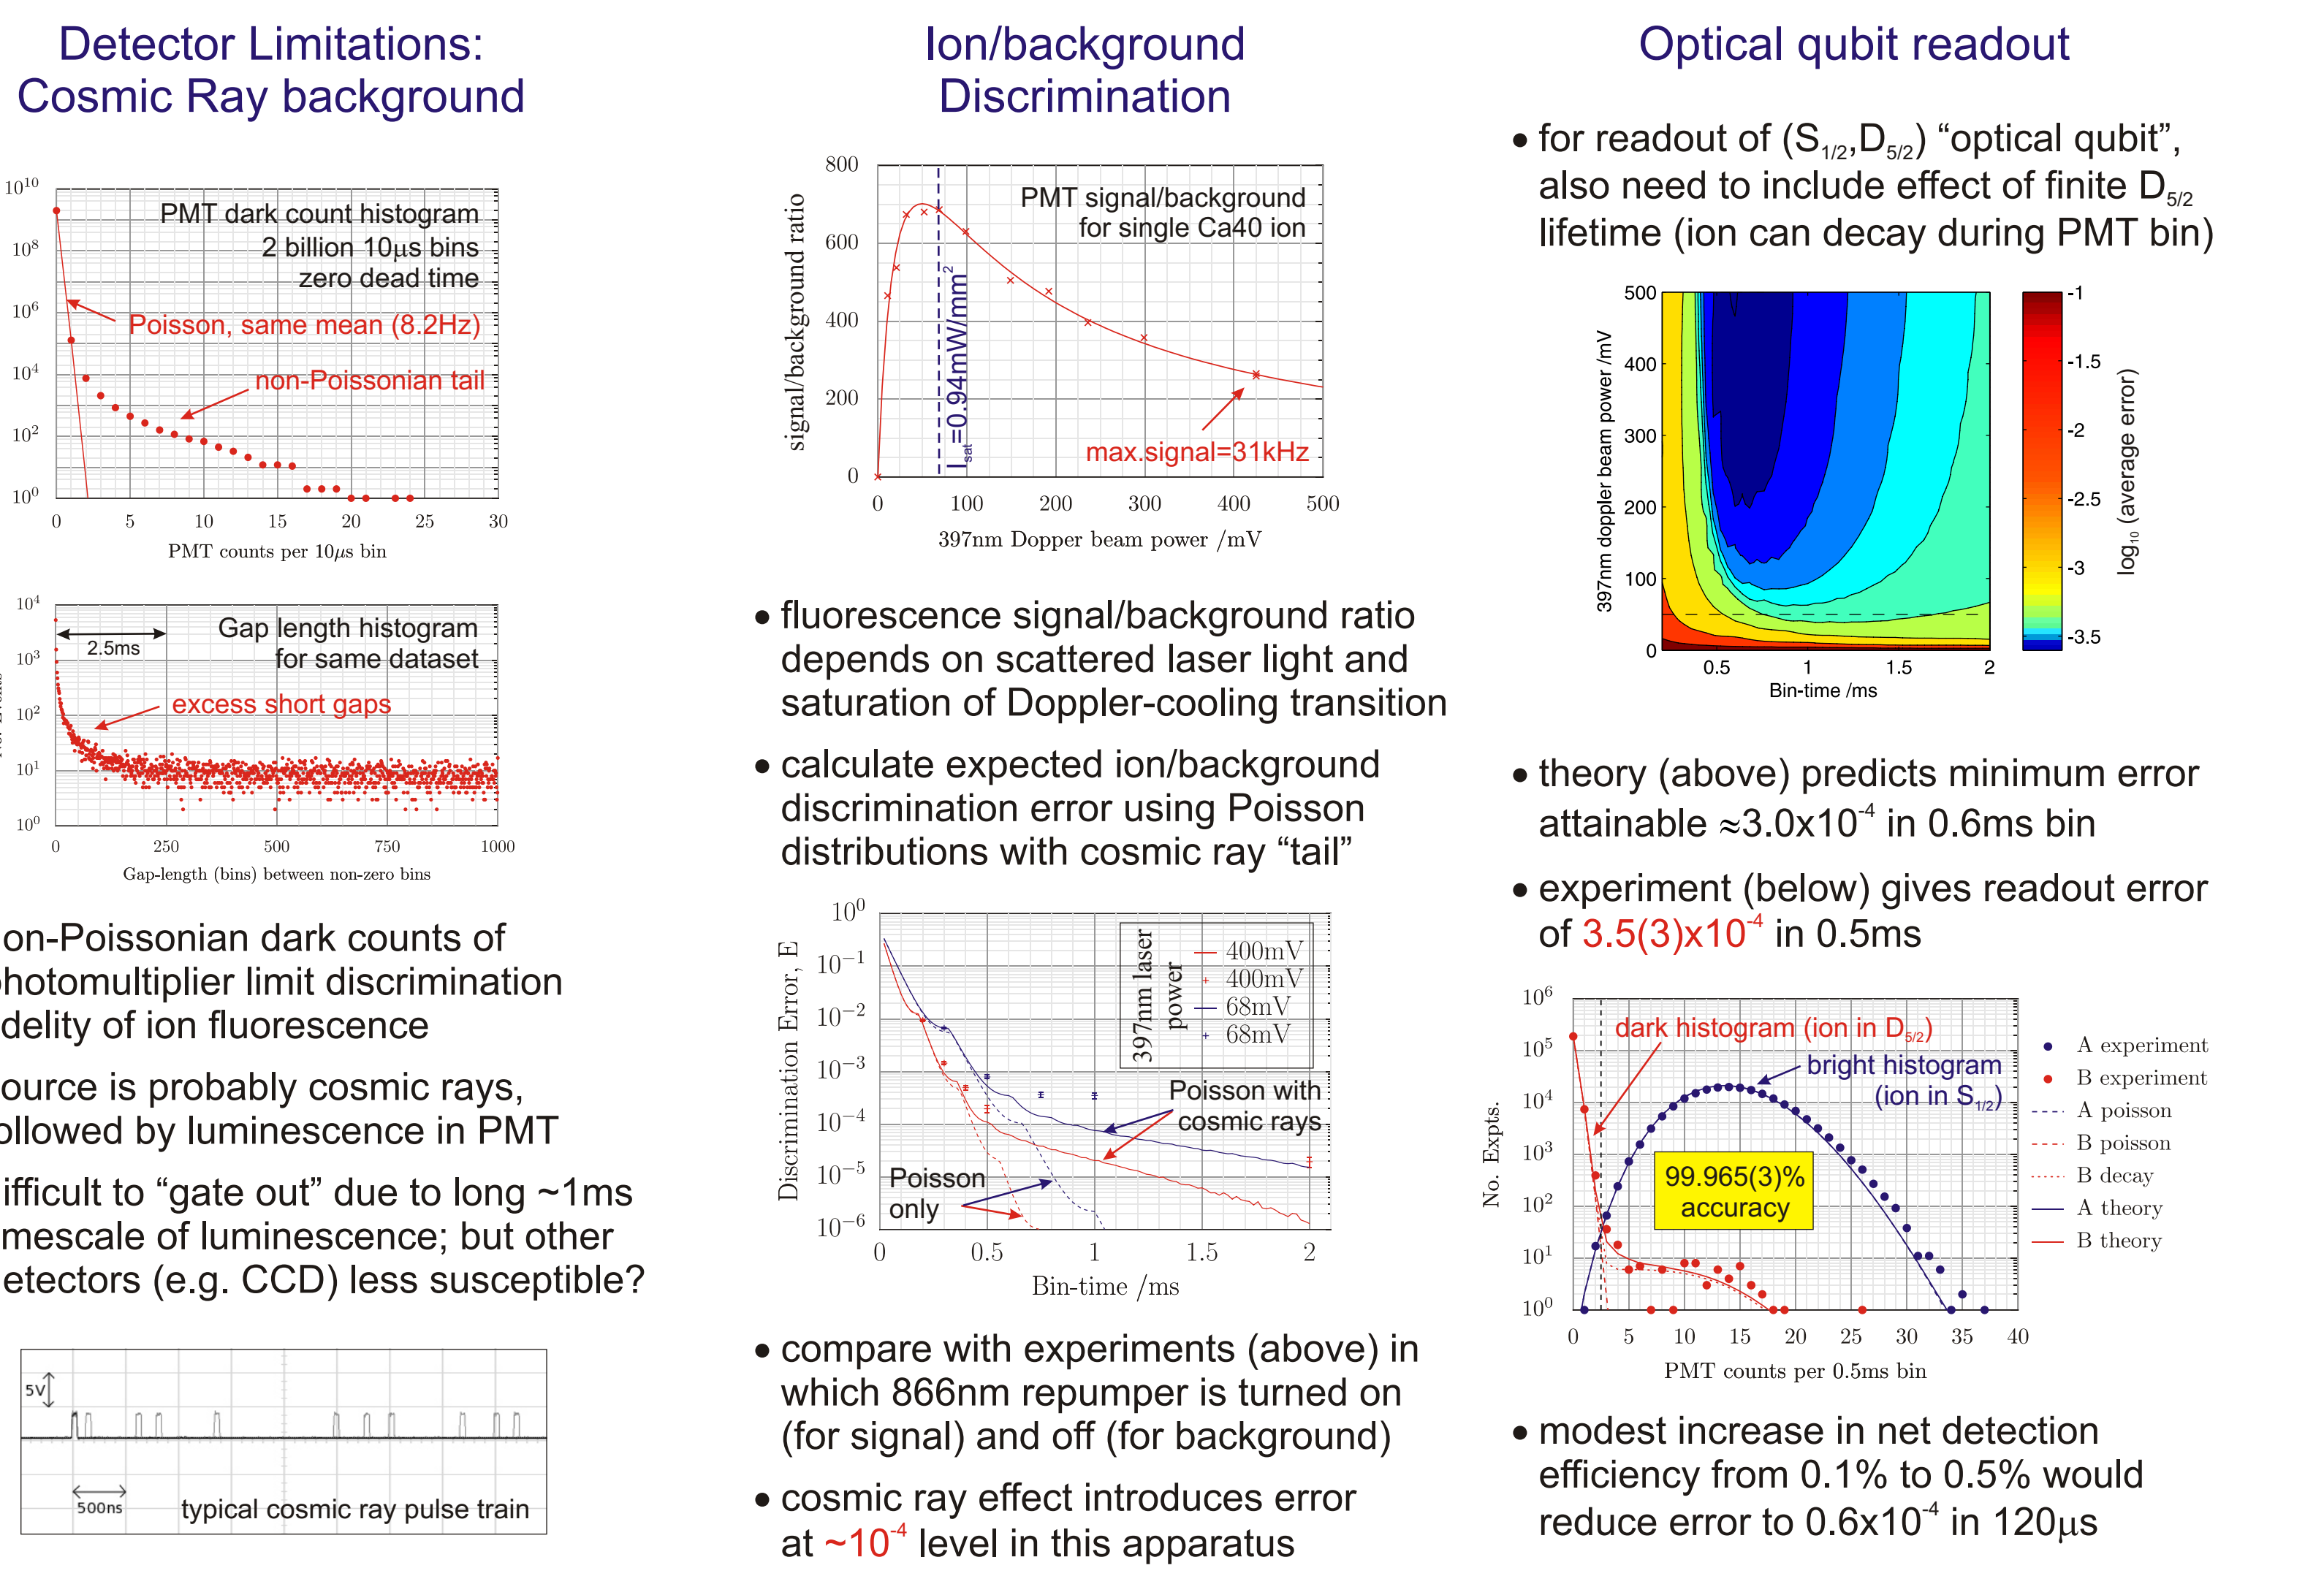 Detector Limitations:
Cosmic Ray background
10^10
10^8
10^6
10^4
10^2
10^0
PMT dark count histogram
2 billion 10μs bins
zero dead time
Poisson, same mean (8.2Hz)
non-Poissonian tail
0 5 10 15 20 25 30
PMT counts per 10μs bin
10^4
10^3
10^2
10^1
10^0
2.5ms
Gap length histogram
for same dataset
excess short gaps
0 250 500 750 1000
Gap-length (bins) between non-zero bins
on-Poissonian dark counts of
hotomultiplier limit discrimination
delity of ion fluorescence
ource is probably cosmic rays,
ollowed by luminescence in PMT
ifficult to “gate out” due to long ~1ms
mescale of luminescence; but other
etectors (e.g. CCD) less susceptible?
5V
500ns
typical cosmic ray pulse train
Ion/background
Discrimination
signal/background ratio
800
600
400
200
0
PMT signal/background
for single Ca40 ion
I_sat=0.94mW/mm^2
max.signal=31kHz
0 100 200 300 400 500
397nm Dopper beam power /mV
• fluorescence signal/background ratio
depends on scattered laser light and
saturation of Doppler-cooling transition
• calculate expected ion/background
discrimination error using Poisson
distributions with cosmic ray “tail”
Discrimination Error, E
10^0
10^-1
10^-2
10^-3
10^-4
10^-5
10^-6
397nm laser
power
400mV
400mV
68mV
68mV
Poisson with
cosmic rays
Poisson
only
0 0.5 1 1.5 2
Bin-time /ms
• compare with experiments (above) in
which 866nm repumper is turned on
(for signal) and off (for background)
• cosmic ray effect introduces error
at ~10^-4 level in this apparatus
Optical qubit readout
• for readout of (S_1/2,D_5/2) “optical qubit”,
also need to include effect of finite D_5/2
lifetime (ion can decay during PMT bin)
397nm doppler beam power /mV
500
400
300
200
100
0
0.5 1 1.5 2
Bin-time /ms
-1
-1.5
-2
-2.5
-3
-3.5
log_10 (average error)
• theory (above) predicts minimum error
attainable ≈3.0x10^-4 in 0.6ms bin
• experiment (below) gives readout error
of 3.5(3)x10^-4 in 0.5ms
No. Expts.
10^6
10^5
10^4
10^3
10^2
10^1
10^0
dark histogram (ion in D_5/2)
bright histogram
(ion in S_1/2)
99.965(3)%
accuracy
A experiment
B experiment
A poisson
B poisson
B decay
A theory
B theory
0 5 10 15 20 25 30 35 40
PMT counts per 0.5ms bin
• modest increase in net detection
efficiency from 0.1% to 0.5% would
reduce error to 0.6x10^-4 in 120μs